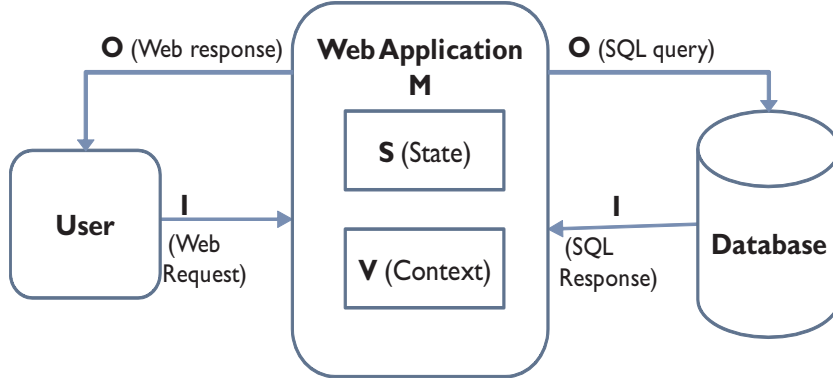 O (Web response)
Web Application
M
O (SQL query)
S (State)
User
I
(Web
Request)
V (Context)
I
(SQL
Response)
Database